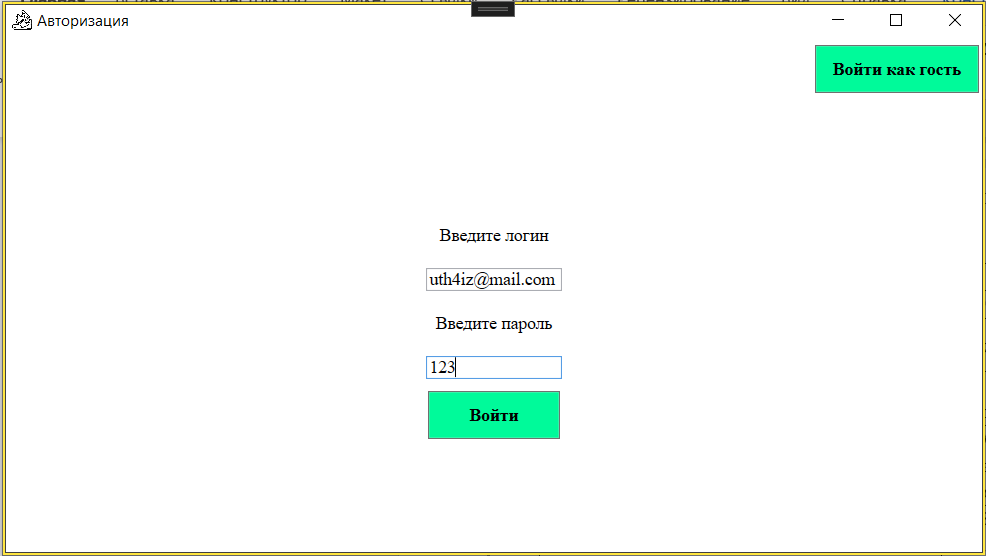 Авторизация
Войти как гость
Введите логин
uth4iz@mail.com
Введите пароль
123
Войти